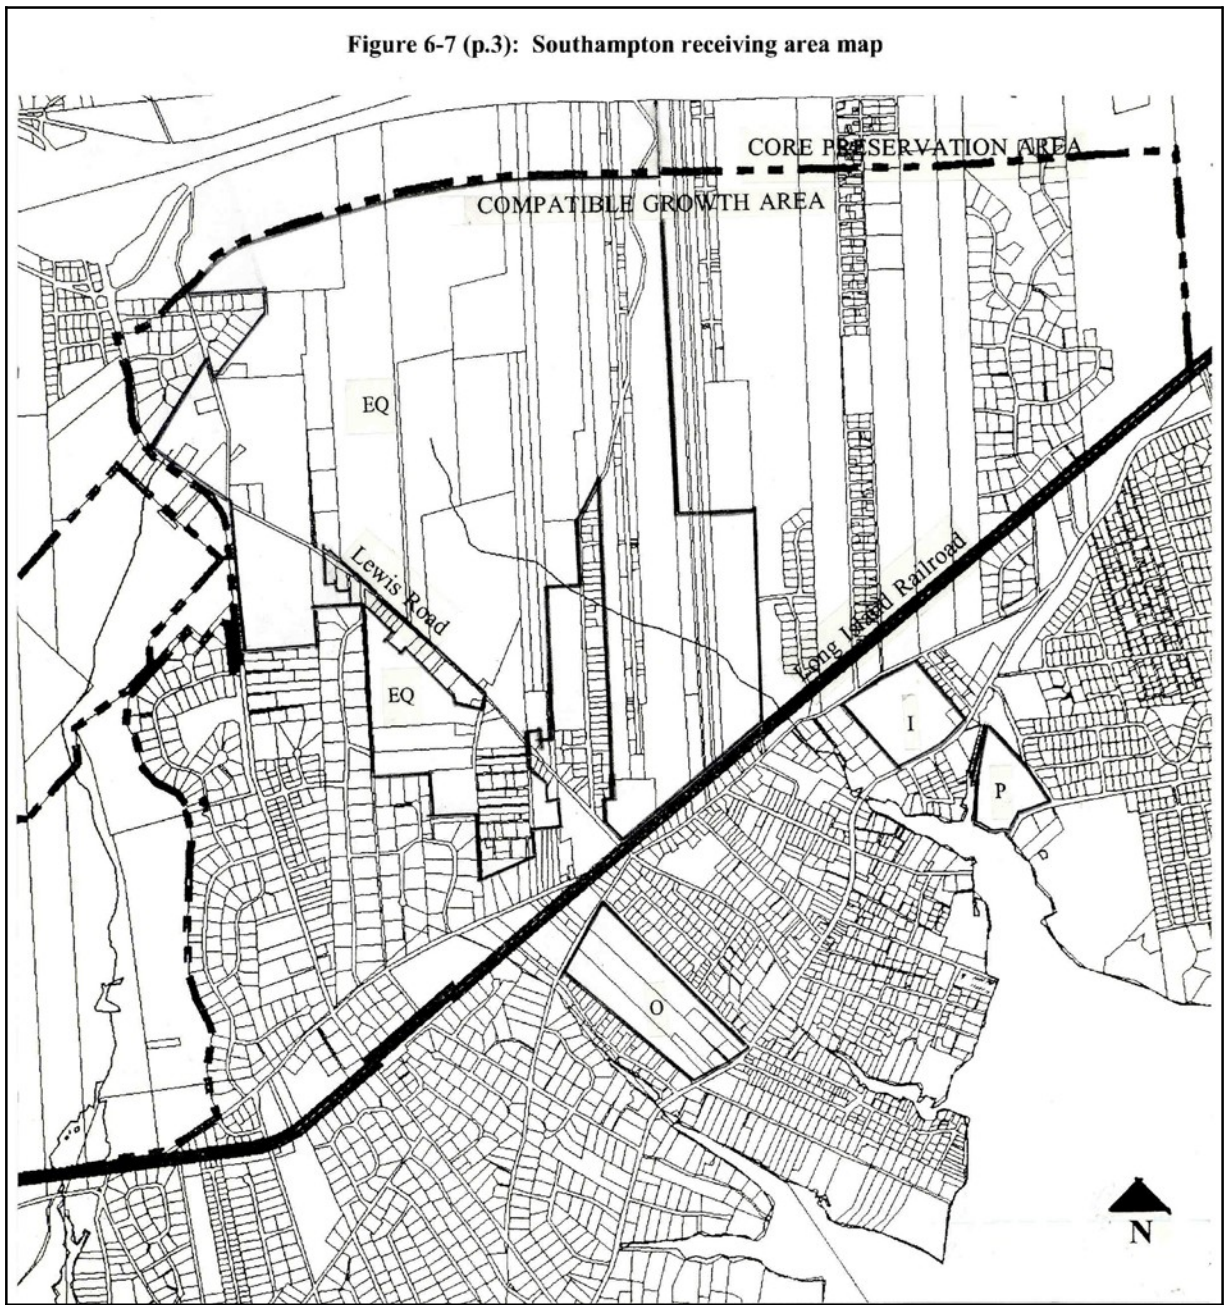 Figure 6-7 (p.3): Southampton receiving area map
CORE PRESERVATION AREA
COMPATIBLE GROWTH AREA
EQ
Lewis Road
Long Island Railroad
EQ
I
P
O
N